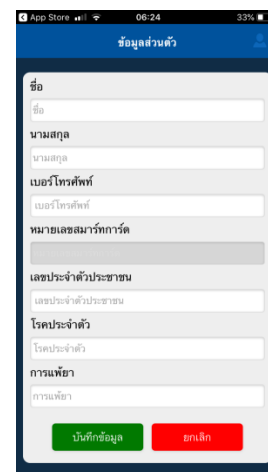 App Store 06:24 33%
ข้อมูลส่วนตัว
ชื่อ
ชื่อ
นามสกุล
นามสกุล
เบอร์โทรศัพท์
เบอร์โทรศัพท์
หมายเลขสมาร์ทการ์ด
เลขประจำตัวประชาชน
เลขประจำตัวประชาชน
โรคประจำตัว
โรคประจำตัว
การแพ้ยา
การแพ้ยา
บันทึกข้อมูล ยกเลิก